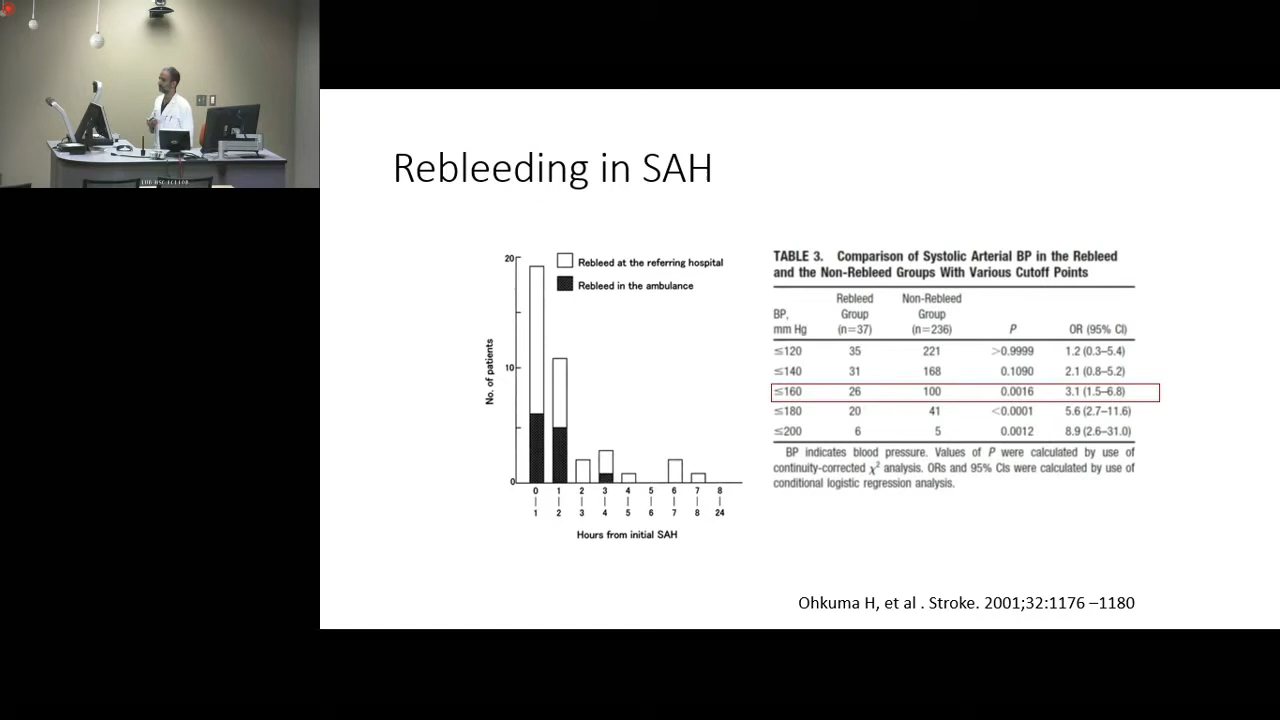 Rebleeding in SAH
20
10
0
No. of patients
Rebleed at the referring hospital
Rebleed in the ambulance
0 1 2 3 4 5 6 7 8
1 2 3 4 5 6 7 8 24
Hours from initial SAH
TABLE 3. Comparison of Systolic Arterial BP in the Rebleed
and the Non-Rebleed Groups With Various Cutoff Points
BP,
mm Hg
Rebleed
Group
(n=37)
Non-Rebleed
Group
(n=236)
P
OR (95% CI)
≤120 35 221 >0.9999 1.2 (0.3–5.4)
≤140 31 168 0.1090 2.1 (0.8–5.2)
≤160 26 100 0.0016 3.1 (1.5–6.8)
≤180 20 41 <0.0001 5.6 (2.7–11.6)
≤200 6 5 0.0012 8.9 (2.6–31.0)
BP indicates blood pressure. Values of P were calculated by use of
continuity-corrected χ² analysis. ORs and 95% CIs were calculated by use of
conditional logistic regression analysis.
Ohkuma H, et al . Stroke. 2001;32:1176 –1180